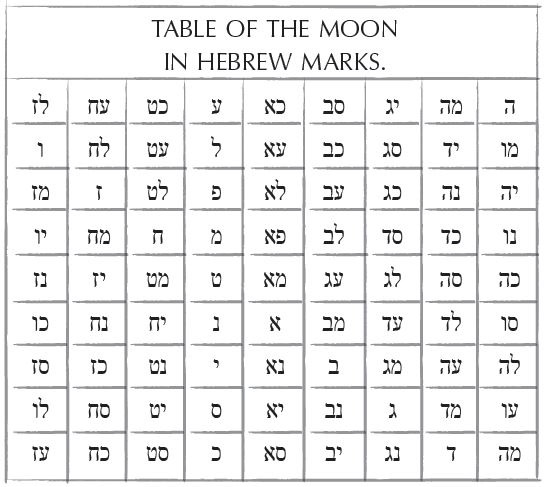 TABLE OF THE MOON
IN HEBREW MARKS.
ה מה יג סב כא ע כט עח לז
מו יד סג כב עא ל עט לח ו
יה נה כג עב לא פ לט ז מז
נו כד סד לב פא מ ח מח יו
כה סה לג עג מא ט מט יז נז
סו לד עד מב א נ יח נח כו
לה עה מג ב נא י נט כז סז
עו מד ג נב יא ס יט סח לו
מה ד נג יב סא כ סט כח עז